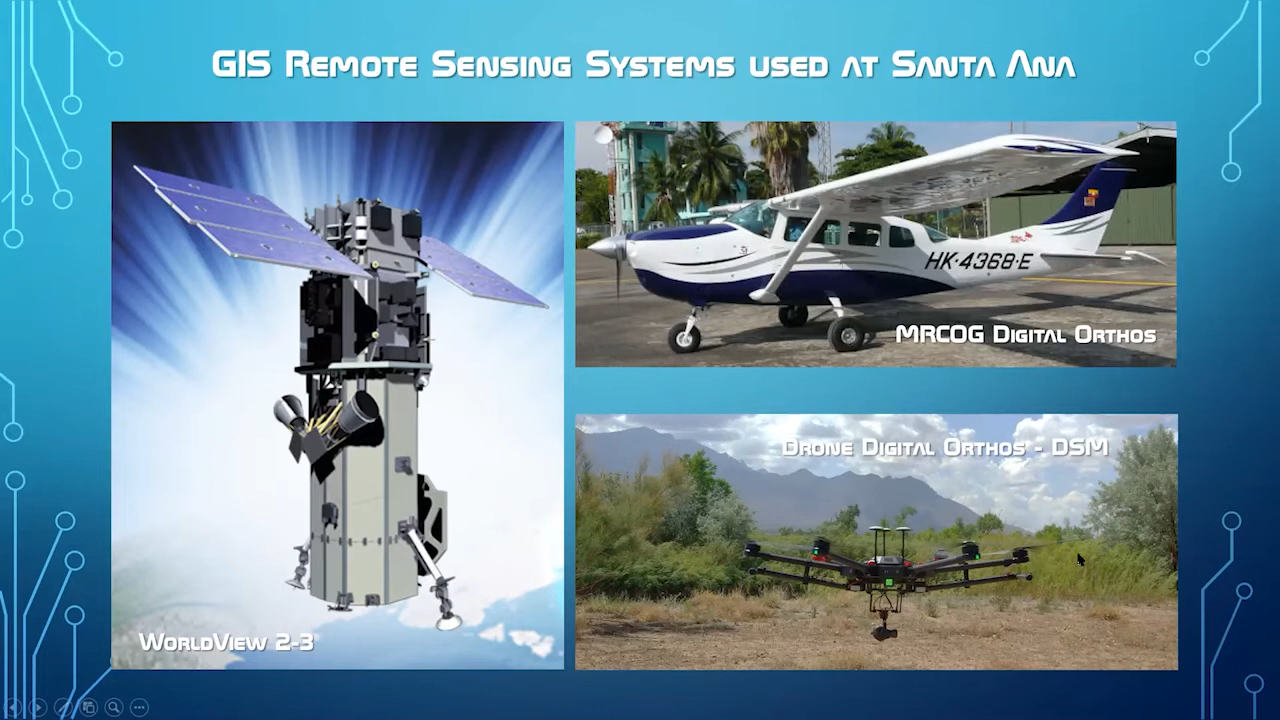 GIS Remote Sensing Systems used at Santa Ana
HK-4368-E
MRCOG Digital Orthos
Drone Digital Orthos - DSM
WorldView 2-3